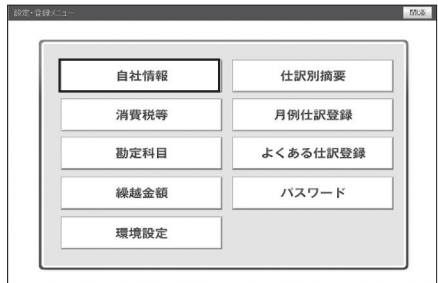 設定・登録メニュー
閉じる
自社情報
仕訳別摘要
消費税等
月例仕訳登録
勘定科目
よくある仕訳登録
繰越金額
パスワード
環境設定